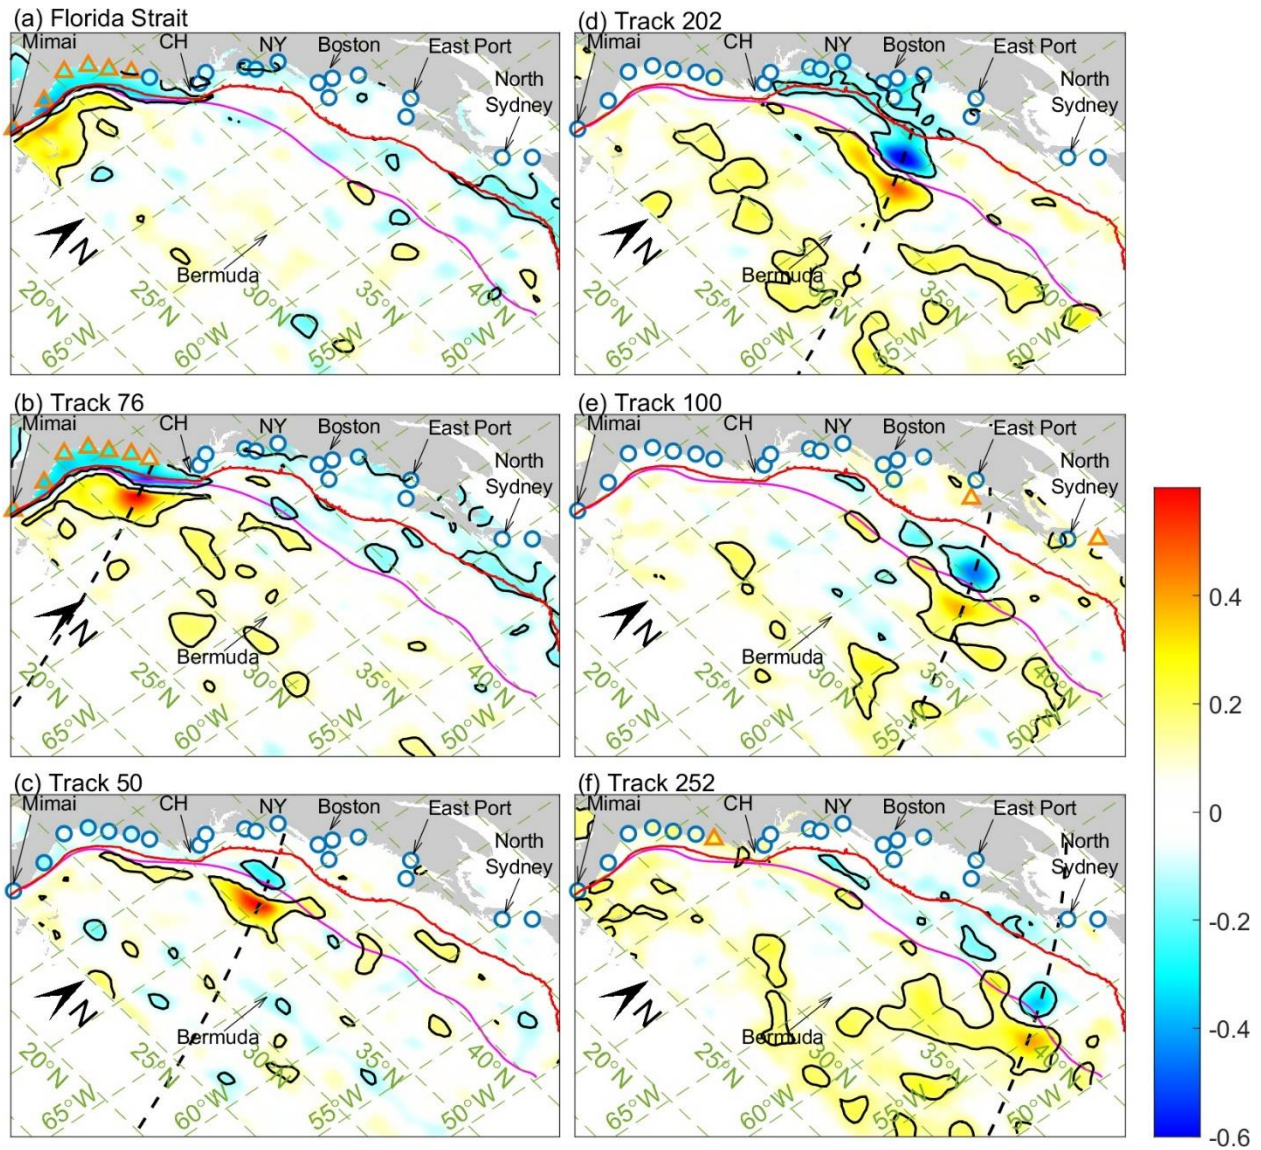 (a) Florida Strait
Mimai CH NY Boston East Port
North
Sydney
N
Bermuda
20°N 25°N 30°N 35°N 40°N
65°W 60°W 55°W 50°W
(d) Track 202
Mimai CH NY Boston East Port
North
Sydney
N
Bermuda
20°N 25°N 30°N 35°N 40°N
65°W 60°W 55°W 50°W
(b) Track 76
Mimai CH NY Boston East Port
North
Sydney
N
Bermuda
20°N 25°N 30°N 35°N 40°N
65°W 60°W 55°W 50°W
(e) Track 100
Mimai CH NY Boston East Port
North
Sydney
N
Bermuda
20°N 25°N 30°N 35°N 40°N
65°W 60°W 55°W 50°W
(c) Track 50
Mimai CH NY Boston East Port
North
Sydney
N
Bermuda
20°N 25°N 30°N 35°N 40°N
65°W 60°W 55°W 50°W
(f) Track 252
Mimai CH NY Boston East Port
North
Sydney
N
Bermuda
20°N 25°N 30°N 35°N 40°N
65°W 60°W 55°W 50°W
0.4
0.2
0
-0.2
-0.4
-0.6